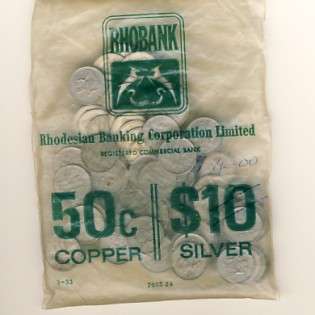 RHOBANK
Rhodesian Banking Corporation Limited
REGISTERED COMMERCIAL BANK
50c $10
COPPER SILVER